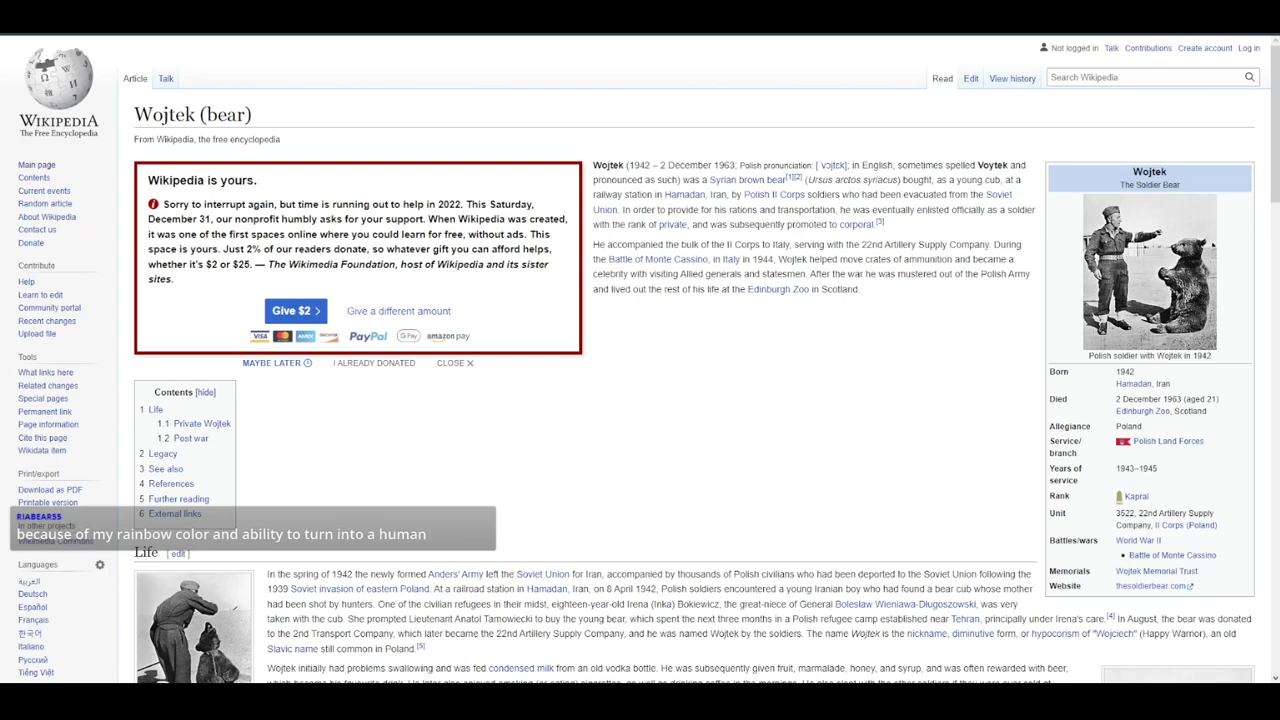 Not logged in Talk Contributions Create account Log in
Article Talk
Read Edit View history Search Wikipedia
WIKIPEDIA
The Free Encyclopedia
Main page
Contents
Current events
Random article
About Wikipedia
Contact us
Donate
Contribute
Help
Learn to edit
Community portal
Recent changes
Upload file
Tools
What links here
Related changes
Special pages
Permanent link
Page information
Cite this page
Wikidata item
Print/export
Download as PDF
Printable version
RIABEAR55
In other projects
because of my rainbow color and ability to turn into a human
Wikimedia Commons
Languages
العربية
Deutsch
Español
Français
한국어
Italiano
Русский
Tiếng Việt
Wojtek (bear)
From Wikipedia, the free encyclopedia
Wikipedia is yours.
Sorry to interrupt again, but time is running out to help in 2022. This Saturday,
December 31, our nonprofit humbly asks for your support. When Wikipedia was created,
it was one of the first spaces online where you could learn for free, without ads. This
space is yours. Just 2% of our readers donate, so whatever gift you can afford helps,
whether it's $2 or $25. — The Wikimedia Foundation, host of Wikipedia and its sister
sites.
Give $2 Give a different amount
VISA AMEX DISCOVER PayPal G Pay amazon pay
MAYBE LATER I ALREADY DONATED CLOSE
Wojtek (1942 – 2 December 1963; Polish pronunciation: [ˈvɔjtɛk]; in English, sometimes spelled Voytek and
pronounced as such) was a Syrian brown bear[1][2] (Ursus arctos syriacus) bought, as a young cub, at a
railway station in Hamadan, Iran, by Polish II Corps soldiers who had been evacuated from the Soviet
Union. In order to provide for his rations and transportation, he was eventually enlisted officially as a soldier
with the rank of private, and was subsequently promoted to corporal.[3]
He accompanied the bulk of the II Corps to Italy, serving with the 22nd Artillery Supply Company. During
the Battle of Monte Cassino, in Italy in 1944, Wojtek helped move crates of ammunition and became a
celebrity with visiting Allied generals and statesmen. After the war he was mustered out of the Polish Army
and lived out the rest of his life at the Edinburgh Zoo in Scotland.
Wojtek
The Soldier Bear
Polish soldier with Wojtek in 1942
Born 1942
Hamadan, Iran
Died 2 December 1963 (aged 21)
Edinburgh Zoo, Scotland
Allegiance Poland
Service/ Polish Land Forces
branch
Years of 1943–1945
service
Rank Kapral
Unit 3522, 22nd Artillery Supply
Company, II Corps (Poland)
Battles/wars World War II
• Battle of Monte Cassino
Memorials Wojtek Memorial Trust
Website thesoldierbear.com
Contents [hide]
1 Life
1.1 Private Wojtek
1.2 Post war
2 Legacy
3 See also
4 References
5 Further reading
6 External links
Life [ edit ]
In the spring of 1942 the newly formed Anders' Army left the Soviet Union for Iran, accompanied by thousands of Polish civilians who had been deported to the Soviet Union following the
1939 Soviet invasion of eastern Poland. At a railroad station in Hamadan, Iran, on 8 April 1942, Polish soldiers encountered a young Iranian boy who had found a bear cub whose mother
had been shot by hunters. One of the civilian refugees in their midst, eighteen-year-old Irena (Inka) Bokiewicz, the great-niece of General Bolesław Wieniawa-Długoszowski, was very
taken with the cub. She prompted Lieutenant Anatol Tarnowiecki to buy the young bear, which spent the next three months in a Polish refugee camp established near Tehran, principally under Irena's care.[4] In August, the bear was donated
to the 2nd Transport Company, which later became the 22nd Artillery Supply Company, and he was named Wojtek by the soldiers. The name Wojtek is the nickname, diminutive form, or hypocorism of "Wojciech" (Happy Warrior), an old
Slavic name still common in Poland.[5]
Wojtek initially had problems swallowing and was fed condensed milk from an old vodka bottle. He was subsequently given fruit, marmalade, honey, and syrup, and was often rewarded with beer,